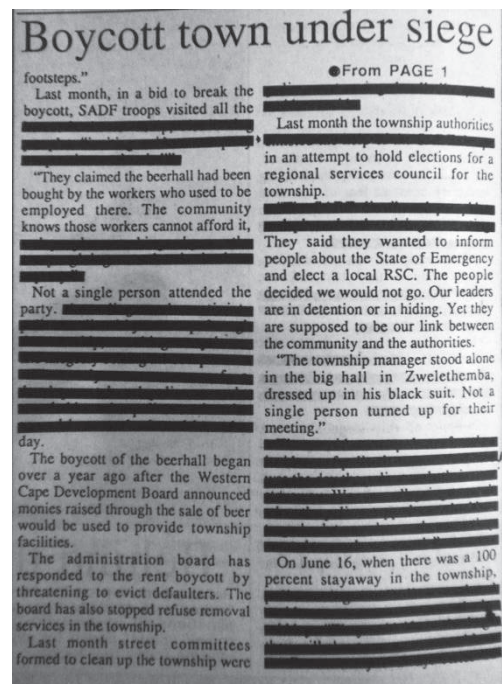 Boycott town under siege
footsteps."
Last month, in a bid to break the
boycott, SADF troops visited all the
"They claimed the beerhall had been
bought by the workers who used to be
employed there. The community
knows those workers cannot afford it,
Not a single person attended the
party.
day.
The boycott of the beerhall began
over a year ago after the Western
Cape Development Board announced
monies raised through the sale of beer
would be used to provide township
facilities.
The administration board has
responded to the rent boycott by
threatening to evict defaulters. The
board has also stopped refuse removal
services in the township.
Last month street committees
formed to clean up the township were
●From PAGE 1
Last month the township authorities
in an attempt to hold elections for a
regional services council for the
township.
They said they wanted to inform
people about the State of Emergency
and elect a local RSC. The people
decided we would not go. Our leaders
are in detention or in hiding. Yet they
are supposed to be our link between
the community and the authorities.
"The township manager stood alone
in the big hall in Zwelethemba,
dressed up in his black suit. Not a
single person turned up for their
meeting."
On June 16, when there was a 100
percent stayaway in the township,